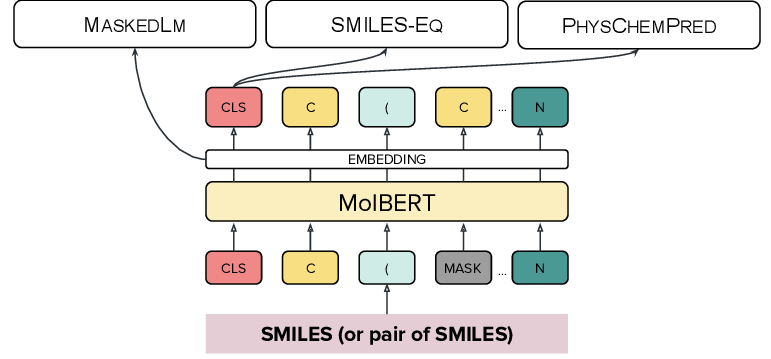 MASKEDLM SMILES-EQ PHYSCHEMPRED
CLS C ( C ... N
EMBEDDING
MolBERT
CLS C ( MASK ... N
SMILES (or pair of SMILES)